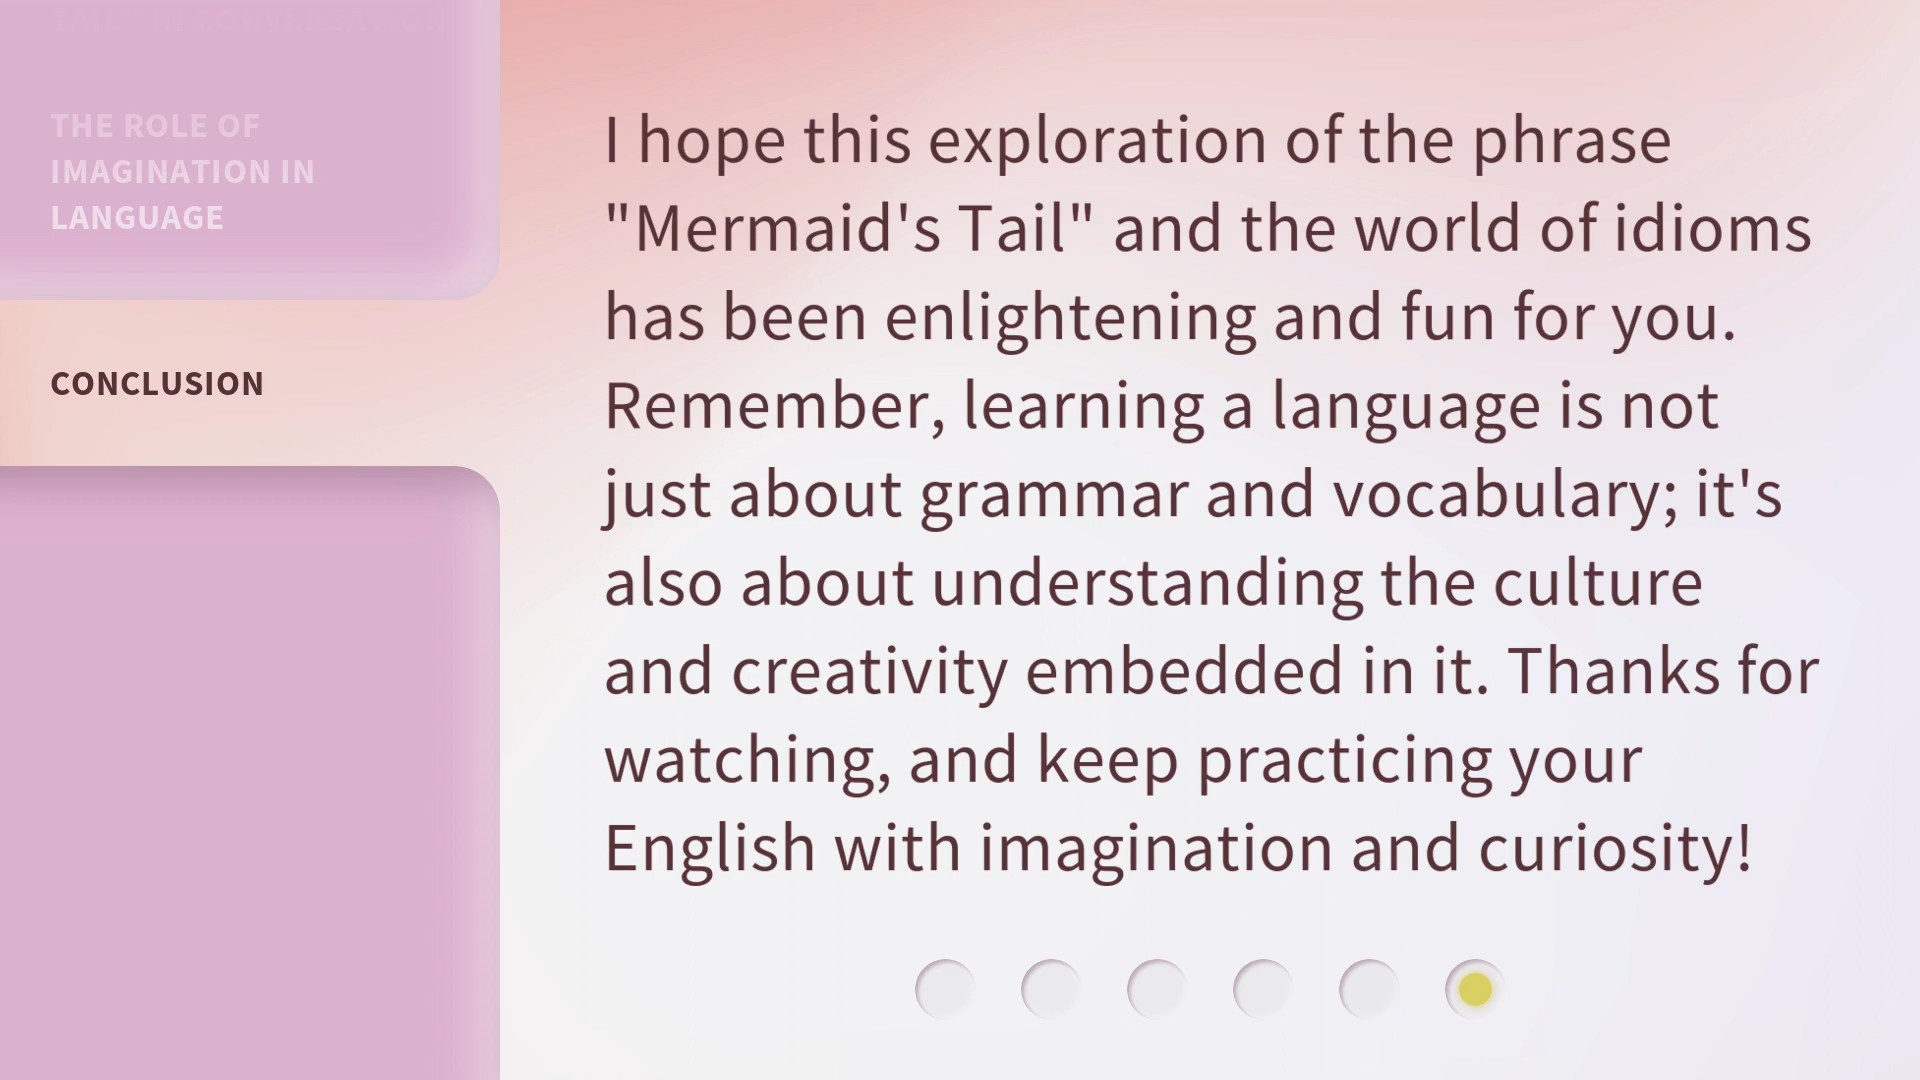 TAIL" IN CONVERSATION
THE ROLE OF
IMAGINATION IN
LANGUAGE
CONCLUSION
I hope this exploration of the phrase
"Mermaid's Tail" and the world of idioms
has been enlightening and fun for you.
Remember, learning a language is not
just about grammar and vocabulary; it's
also about understanding the culture
and creativity embedded in it. Thanks for
watching, and keep practicing your
English with imagination and curiosity!